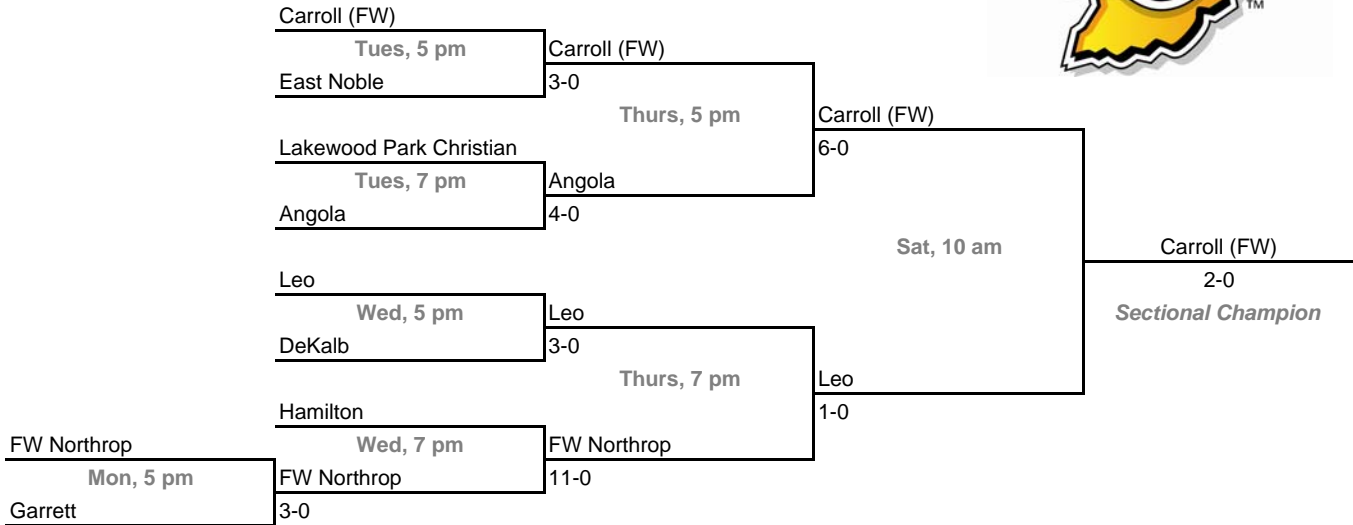 Carroll (FW)
Tues, 5 pm
Carroll (FW)
East Noble
3-0
Thurs, 5 pm
Carroll (FW)
Lakewood Park Christian
6-0
Tues, 7 pm
Angola
Angola
4-0
Sat, 10 am
Carroll (FW)
Leo
2-0
Wed, 5 pm
Leo
Sectional Champion
DeKalb
3-0
Thurs, 7 pm
Leo
Hamilton
1-0
FW Northrop
Wed, 7 pm
FW Northrop
Mon, 5 pm
FW Northrop
11-0
Garrett
3-0
TM